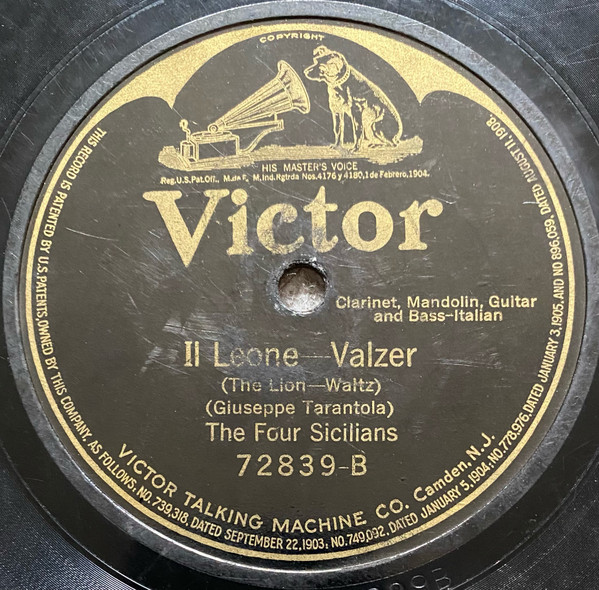 COPYRIGHT
HIS MASTER'S VOICE
Reg.U.S.Pat.Off., M.de F., M.Ind.Rgtrda Nos.4176 y 4180,1 de Febrero,1904.
Victor
Clarinet, Mandolin, Guitar
and Bass-Italian
Il Leone—Valzer
(The Lion—Waltz)
(Giuseppe Tarantola)
The Four Sicilians
72839-B
VICTOR TALKING MACHINE CO. Camden, N.J.
THIS RECORD IS PATENTED BY U.S. PATENTS, OWNED BY THIS COMPANY, AS FOLLOWS, NO. 739,318, DATED SEPTEMBER 22, 1903; NO. 749,092, DATED JANUARY 5, 1904; NO. 778,976, DATED JANUARY 3, 1905, AND NO 896,059, DATED AUGUST 11, 1908.